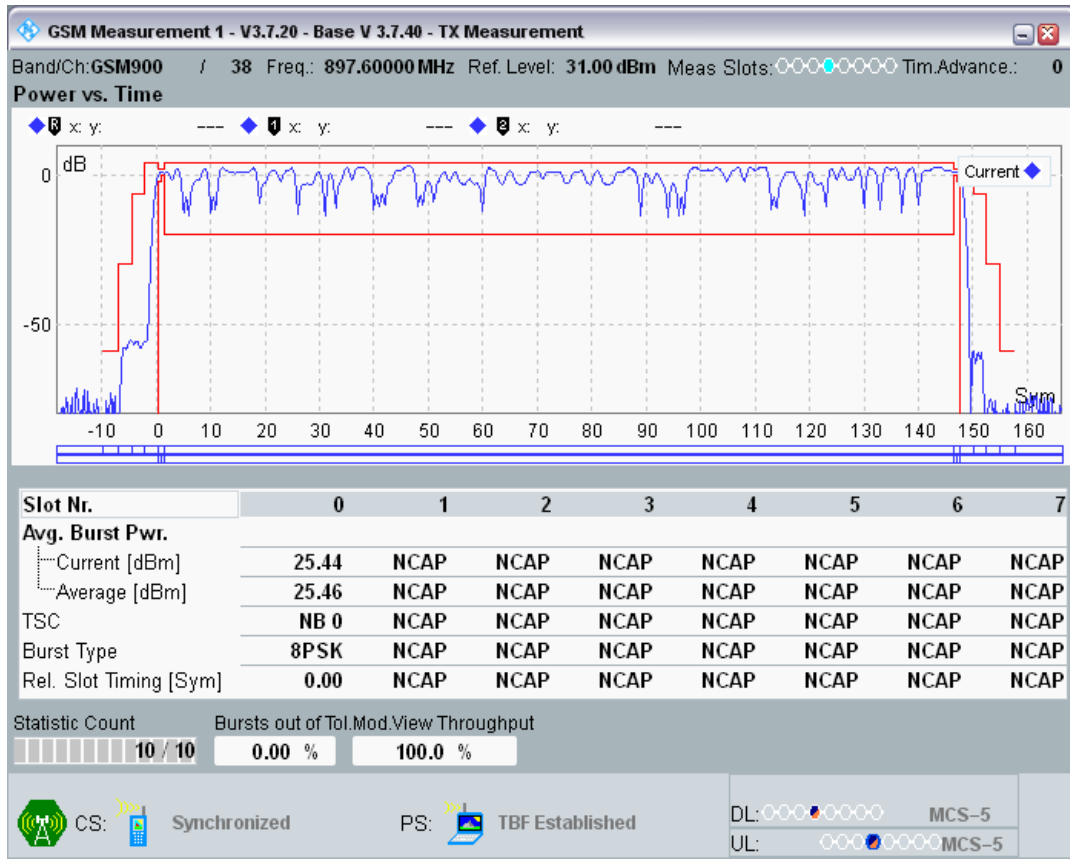 GSM Measurement 1 - V3.7.20 - Base V 3.7.40 - TX Measurement
Band/Ch:GSM900 / 38 Freq.: 897.60000 MHz Ref. Level: 31.00 dBm Meas Slots: Tim.Advance.: 0
Power vs. Time
R x: y: --- 1 x: y: --- 2 x: y: ---
dB
Current
0
-50
Sym
-10 0 10 20 30 40 50 60 70 80 90 100 110 120 130 140 150 160
Slot Nr. 0 1 2 3 4 5 6 7
Avg. Burst Pwr.
Current [dBm] 25.44 NCAP NCAP NCAP NCAP NCAP NCAP NCAP
Average [dBm] 25.46 NCAP NCAP NCAP NCAP NCAP NCAP NCAP
TSC NB 0 NCAP NCAP NCAP NCAP NCAP NCAP NCAP
Burst Type 8PSK NCAP NCAP NCAP NCAP NCAP NCAP NCAP
Rel. Slot Timing [Sym] 0.00 NCAP NCAP NCAP NCAP NCAP NCAP NCAP
Statistic Count Bursts out of Tol.Mod.View Throughput
10 / 10 0.00 % 100.0 %
CS: Synchronized PS: TBF Established
DL: MCS-5
UL: MCS-5